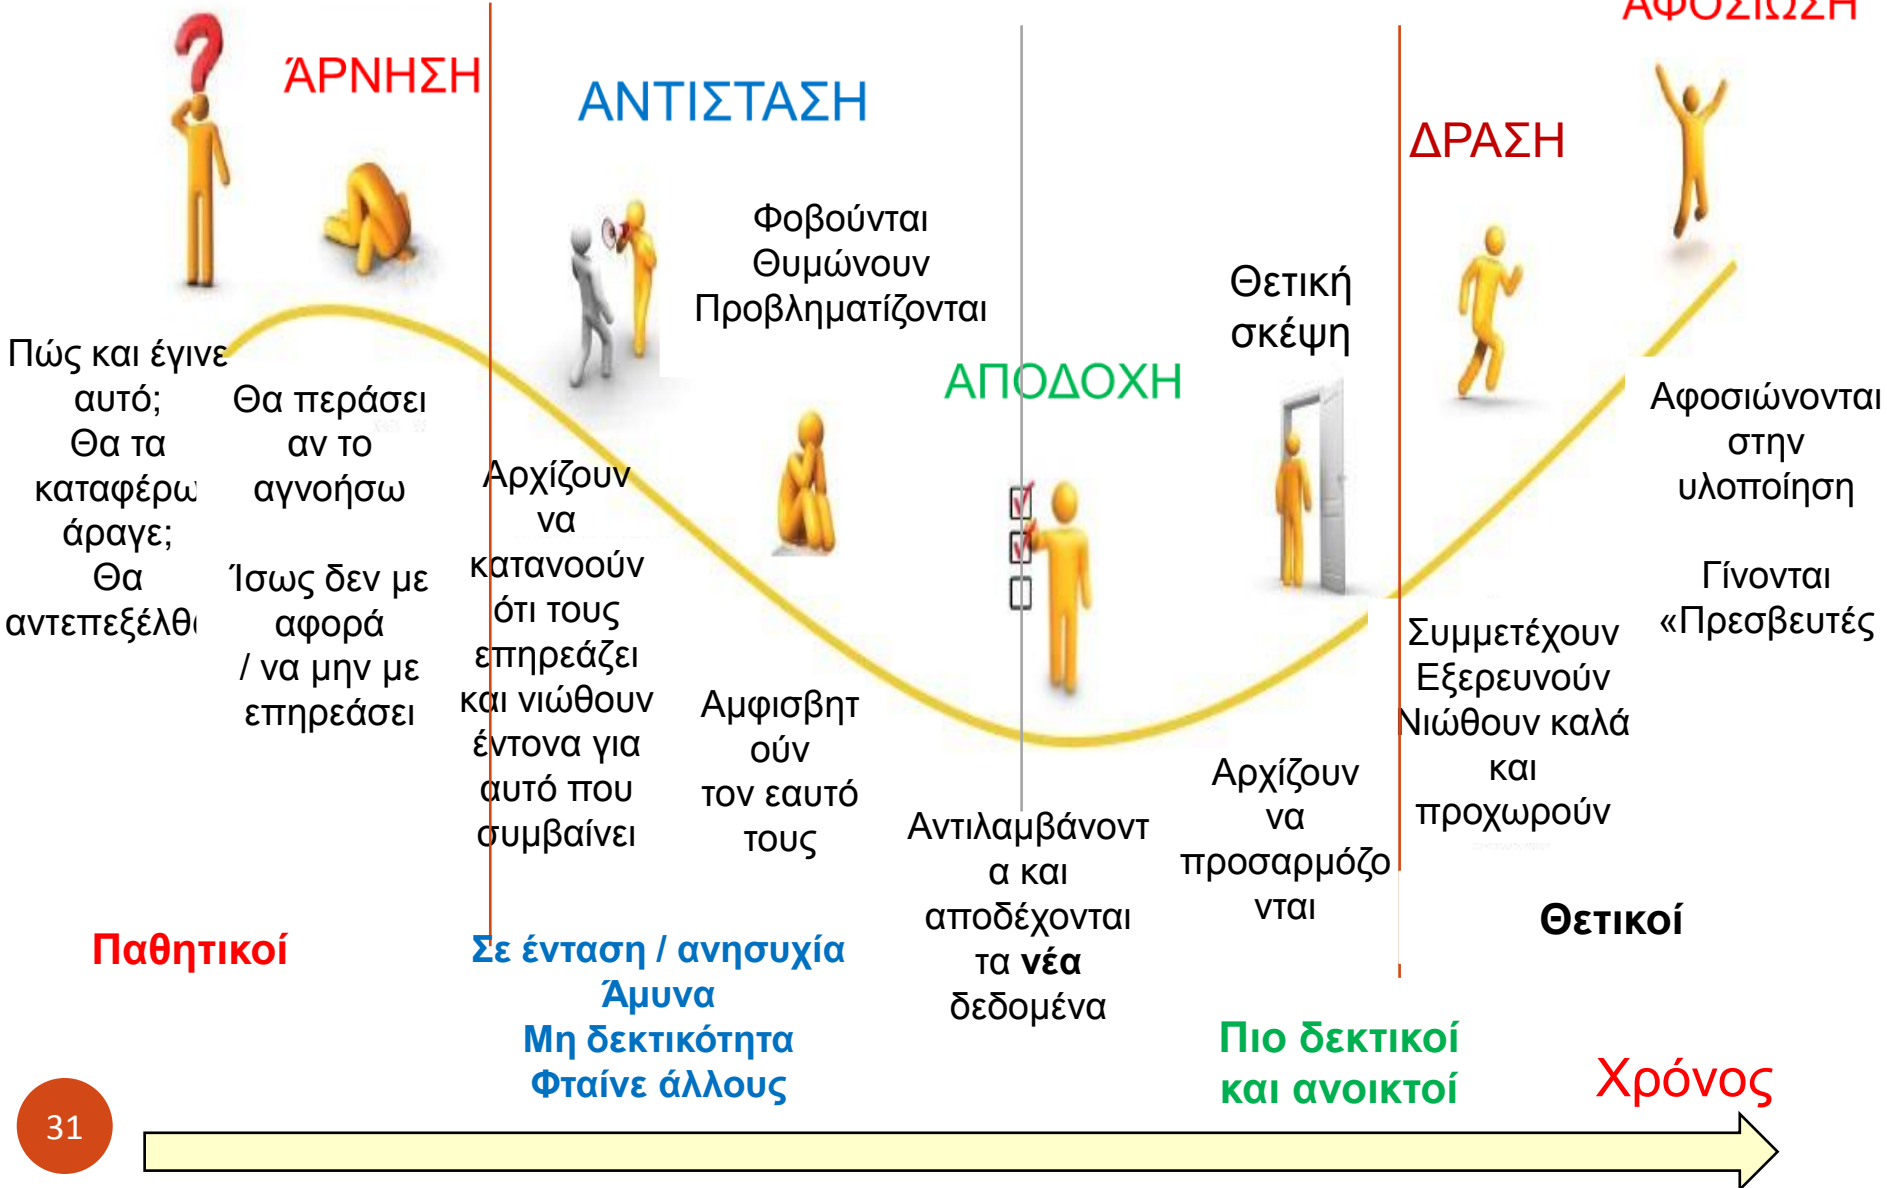 ΆΡΝΗΣΗ
ΑΝΤΙΣΤΑΣΗ
ΑΠΟΔΟΧΗ
ΔΡΑΣΗ
ΑΦΟΣΙΩΣΗ
Πώς και έγινε
αυτό;
Θα τα
καταφέρω
άραγε;
Θα
Θα περάσει
αν το
αγνοήσω
Ίσως δεν με
αφορά
/ να μην με
επηρεάσει
Αρχίζουν
να
κατανοούν
ότι τους
επηρεάζει
και νιώθουν
έντονα για
αυτό που
συμβαίνει
Φοβούνται
Θυμώνουν
Προβληματίζονται
Αμφισβητ
ούν
τον εαυτό
τους
Αντιλαμβάνοντ
α και
αποδέχονται
τα νέα
δεδομένα
Θετική
σκέψη
Αρχίζουν
να
προσαρμόζο
νται
Συμμετέχουν
Εξερευνούν
Νιώθουν καλά
και
προχωρούν
Αφοσιώνονται
στην
υλοποίηση
Γίνονται
«Πρεσβευτές
Παθητικοί
Σε ένταση / ανησυχία
Άμυνα
Μη δεκτικότητα
Φταίνε άλλους
Πιο δεκτικοί
και ανοικτοί
Θετικοί
Χρόνος
31